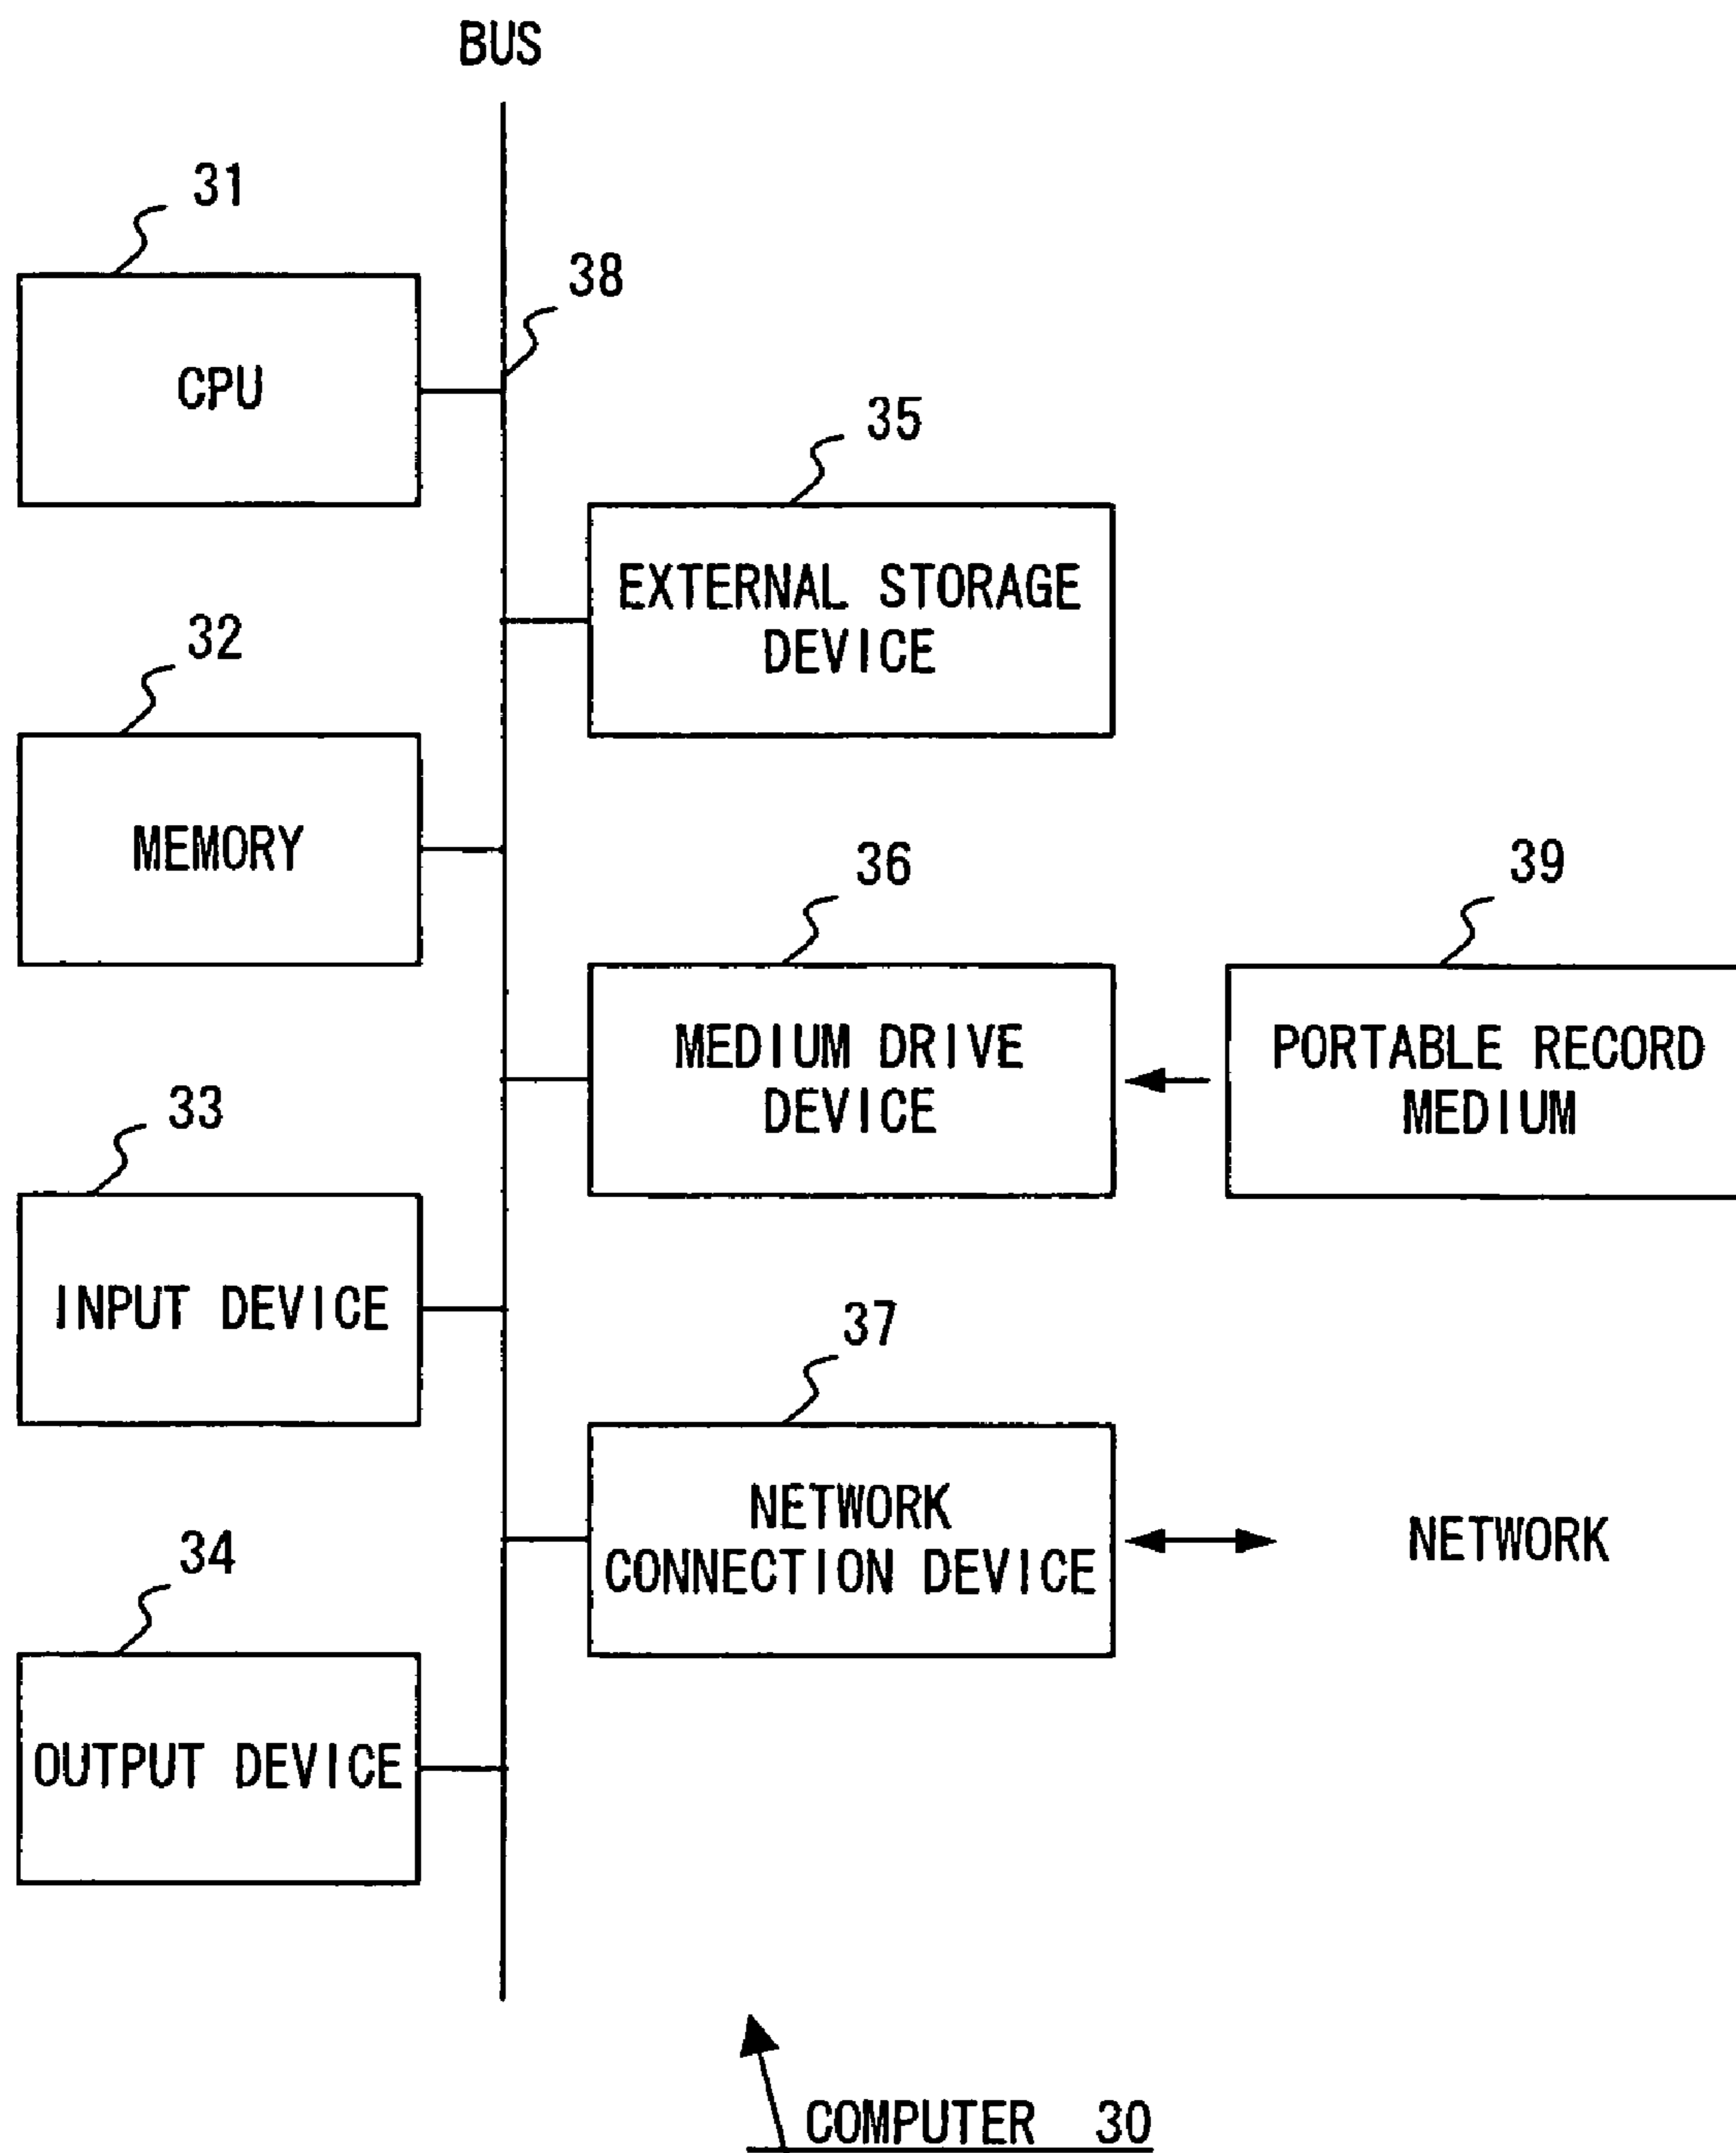 BUS
31
CPU
38
35
EXTERNAL STORAGE
DEVICE
32
MEMORY
36
MEDIUM DRIVE
DEVICE
39
PORTABLE RECORD
MEDIUM
33
INPUT DEVICE
37
NETWORK
CONNECTION DEVICE
NETWORK
34
OUTPUT DEVICE
COMPUTER 30